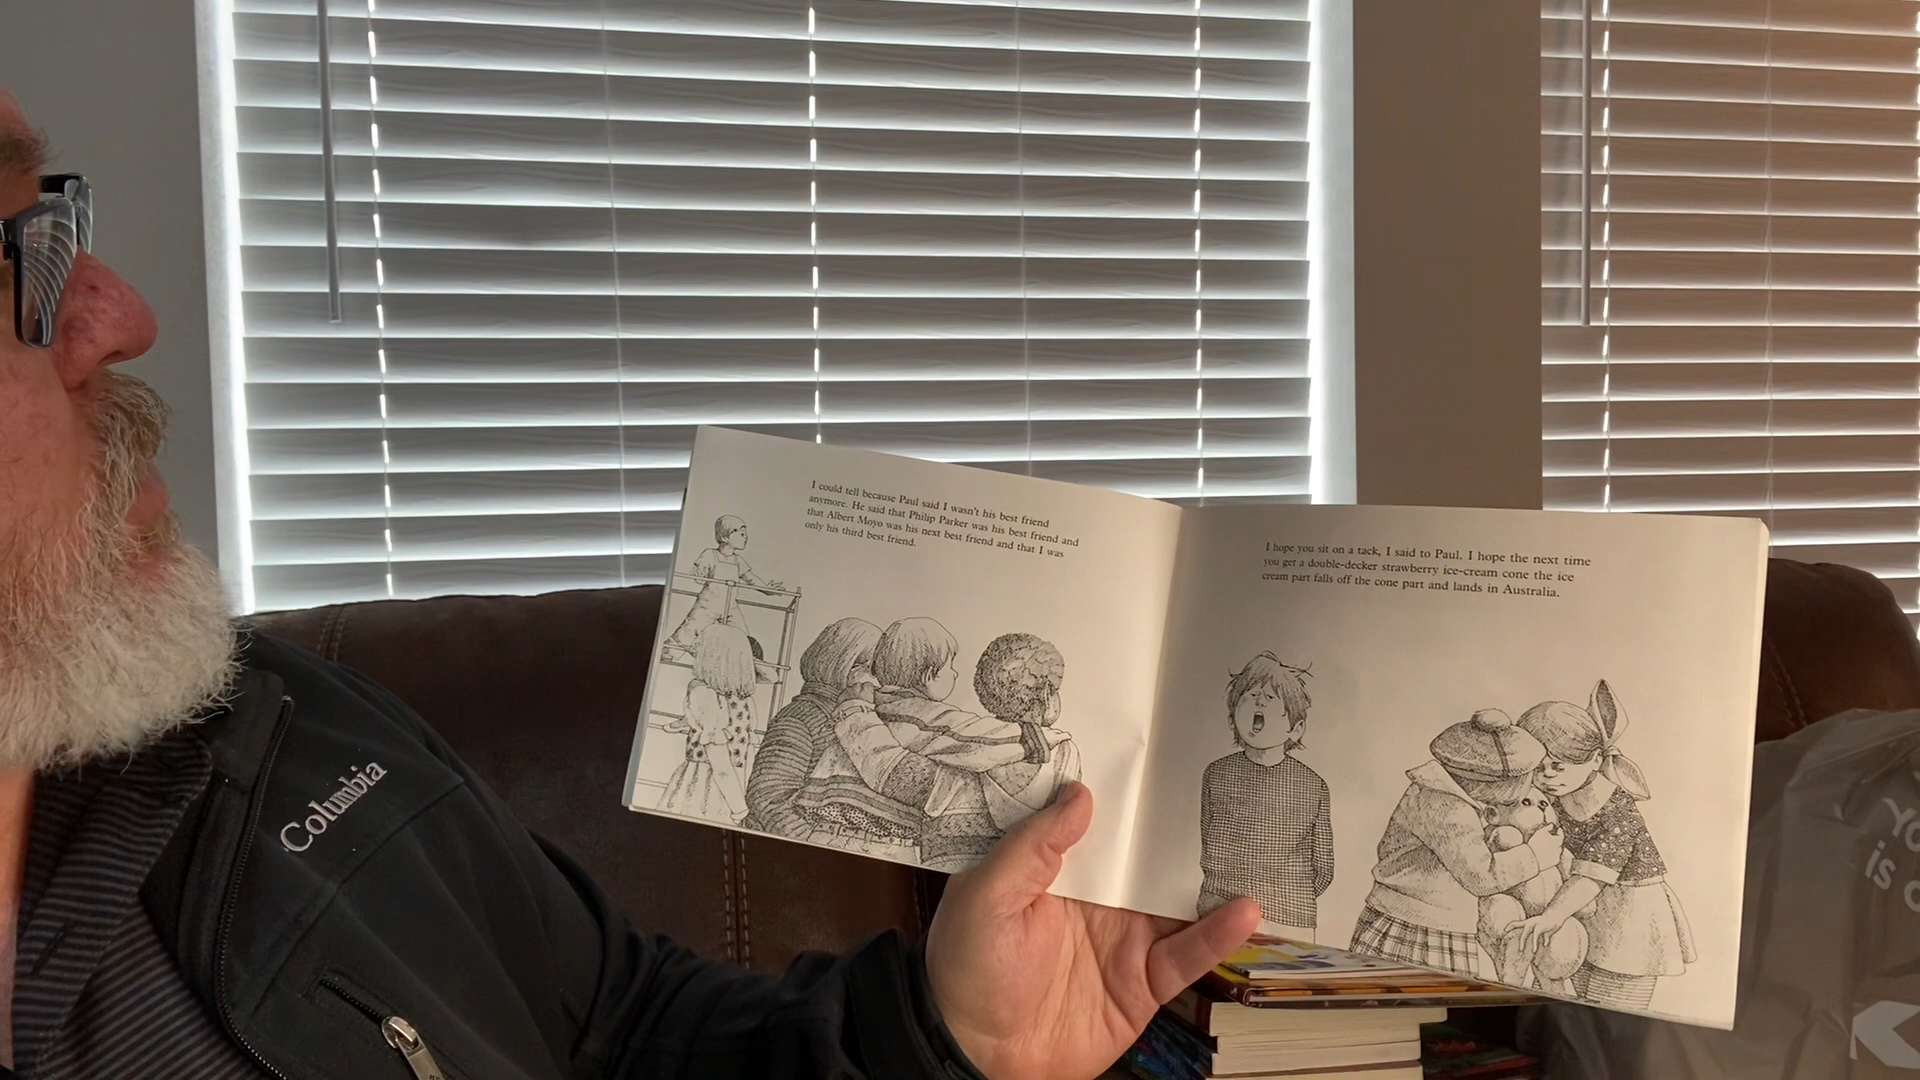 I could tell because Paul said I wasn't his best friend
anymore. He said that Philip Parker was his best friend and
that Albert Moyo was his next best friend and that I was
only his third best friend.
I hope you sit on a tack, I said to Paul. I hope the next time
you get a double-decker strawberry ice-cream cone the ice
cream part falls off the cone part and lands in Australia.
Columbia
is